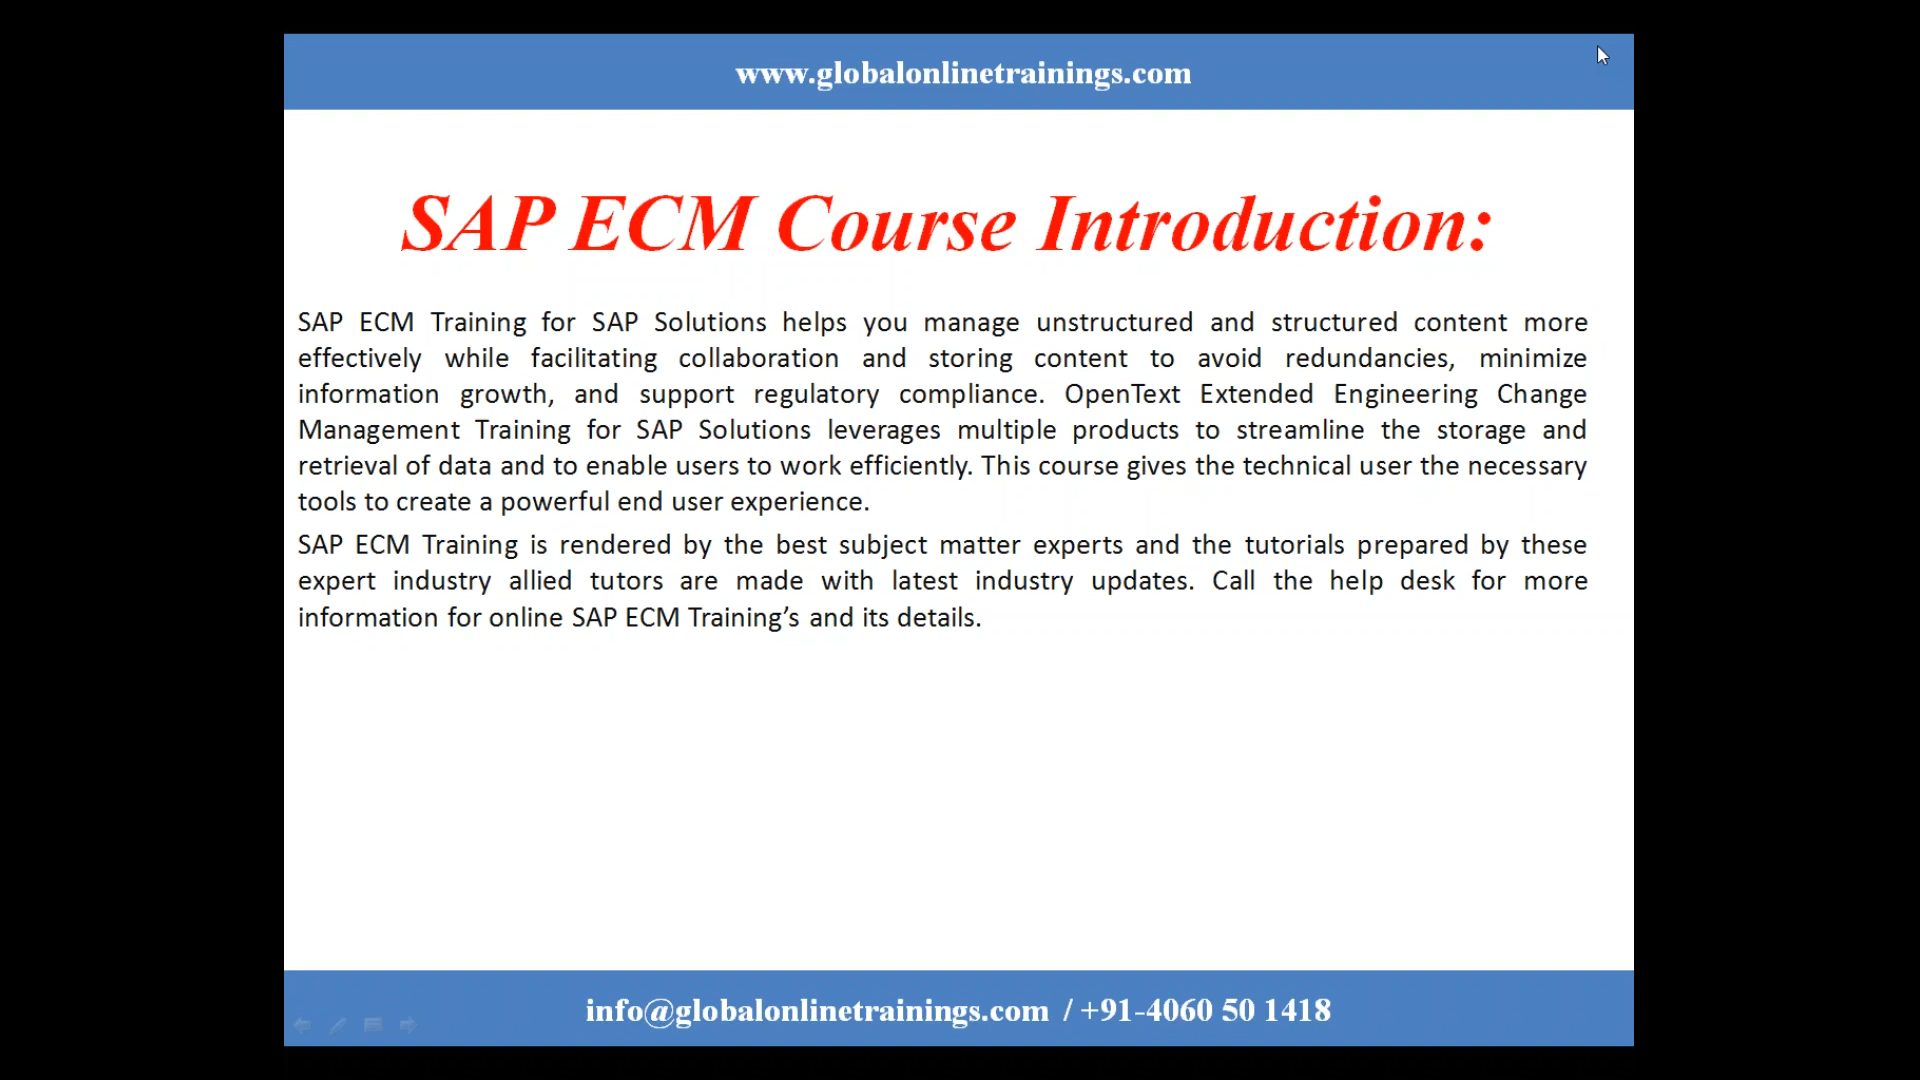 www.globalonlinetrainings.com
SAP ECM Course Introduction:
SAP ECM Training for SAP Solutions helps you manage unstructured and structured content more
effectively while facilitating collaboration and storing content to avoid redundancies, minimize
information growth, and support regulatory compliance. OpenText Extended Engineering Change
Management Training for SAP Solutions leverages multiple products to streamline the storage and
retrieval of data and to enable users to work efficiently. This course gives the technical user the necessary
tools to create a powerful end user experience.
SAP ECM Training is rendered by the best subject matter experts and the tutorials prepared by these
expert industry allied tutors are made with latest industry updates. Call the help desk for more
information for online SAP ECM Training’s and its details.
info@globalonlinetrainings.com / +91-4060 50 1418